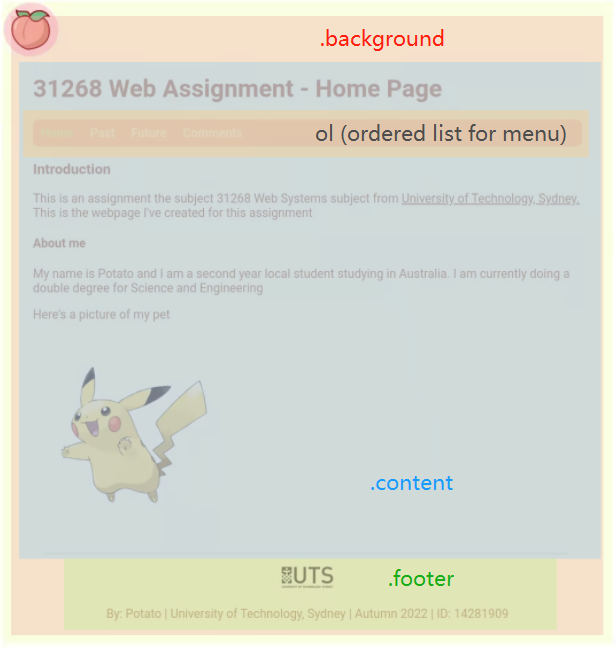 .background
31268 Web Assignment - Home Page
Home Past Future Comments ol (ordered list for menu)
Introduction
This is an assignment the subject 31268 Web Systems subject from University of Technology, Sydney.
This is the webpage I've created for this assignment
About me
My name is Potato and I am a second year local student studying in Australia. I am currently doing a
double degree for Science and Engineering
Here's a picture of my pet
.content
UTS
.footer
By: Potato | University of Technology, Sydney | Autumn 2022 | ID: 14281909